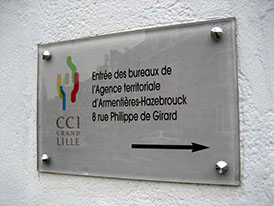 Entrée des bureaux de
l'Agence territoriale
d'Armentières-Hazebrouck
8 rue Philippe de Girard
CCI
GRAND
LILLE